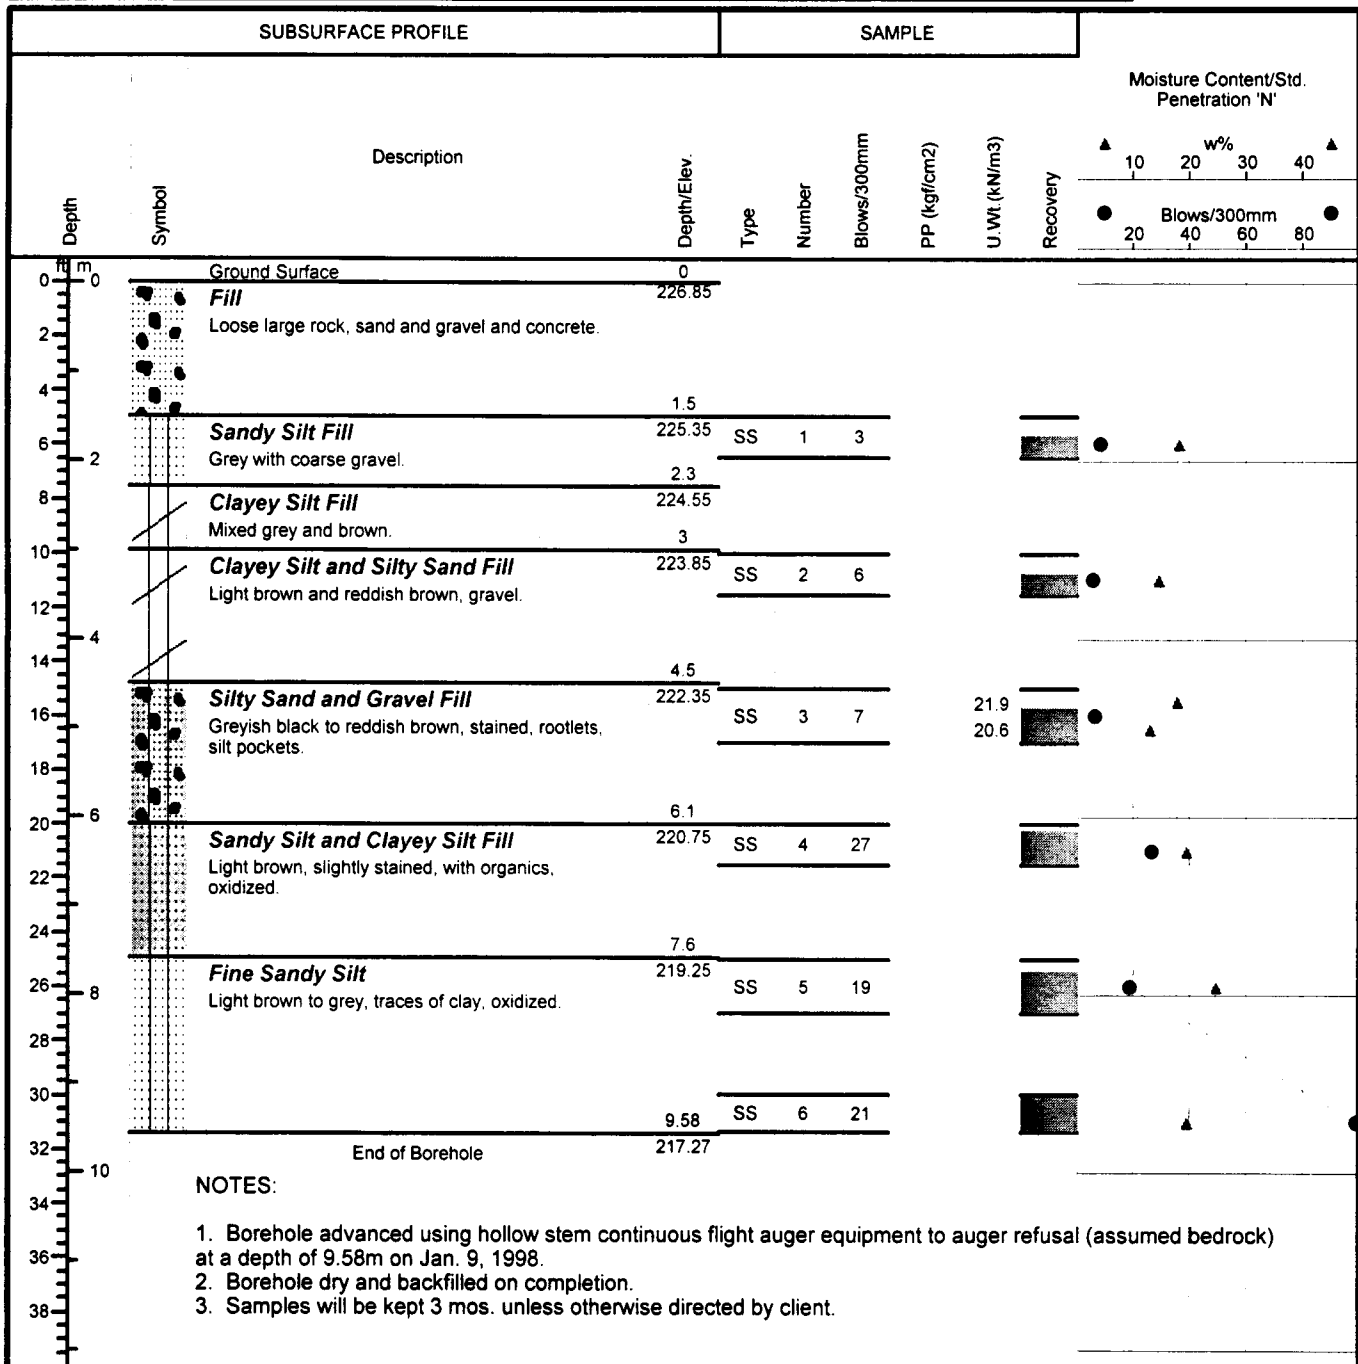 SUBSURFACE PROFILE
SAMPLE
Moisture Content/Std.
Penetration 'N'
w%
10 20 30 40
Blows/300mm
20 40 60 80
Depth
Symbol
Description
Depth/Elev.
Type
Number
Blows/300mm
PP (kgf/cm2)
U.Wt.(kN/m3)
Recovery
ft m
0 0
Ground Surface 0
Fill 226.85
Loose large rock, sand and gravel and concrete.
2
4
1.5
Sandy Silt Fill 225.35 SS 1 3
Grey with coarse gravel.
6
2
2.3
Clayey Silt Fill 224.55
8
Mixed grey and brown.
3
10
Clayey Silt and Silty Sand Fill 223.85 SS 2 6
Light brown and reddish brown, gravel.
12
4
14
4.5
Silty Sand and Gravel Fill 222.35 SS 3 7 21.9
16
Greyish black to reddish brown, stained, rootlets, 20.6
silt pockets.
18
6.1
6
20
Sandy Silt and Clayey Silt Fill 220.75 SS 4 27
Light brown, slightly stained, with organics,
oxidized.
22
24
7.6
Fine Sandy Silt 219.25 SS 5 19
26
8
Light brown to grey, traces of clay, oxidized.
28
30
9.58 SS 6 21
32
End of Borehole 217.27
10
NOTES:
34
1. Borehole advanced using hollow stem continuous flight auger equipment to auger refusal (assumed bedrock)
at a depth of 9.58m on Jan. 9, 1998.
36
2. Borehole dry and backfilled on completion.
3. Samples will be kept 3 mos. unless otherwise directed by client.
38